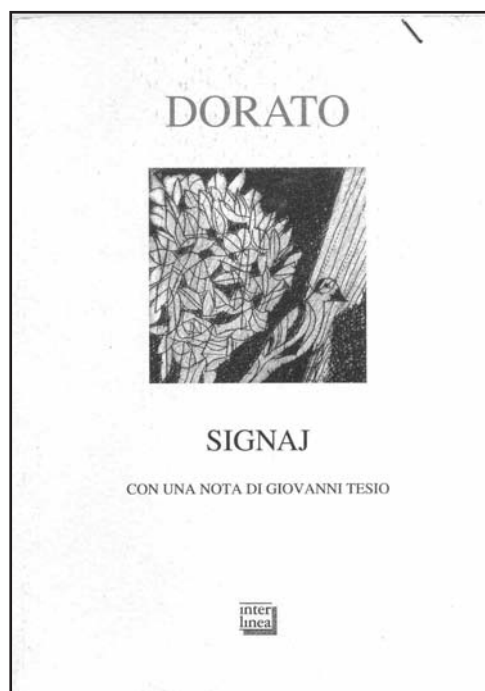 DORATO
SIGNAJ
CON UNA NOTA DI GIOVANNI TESIO
inter
linea